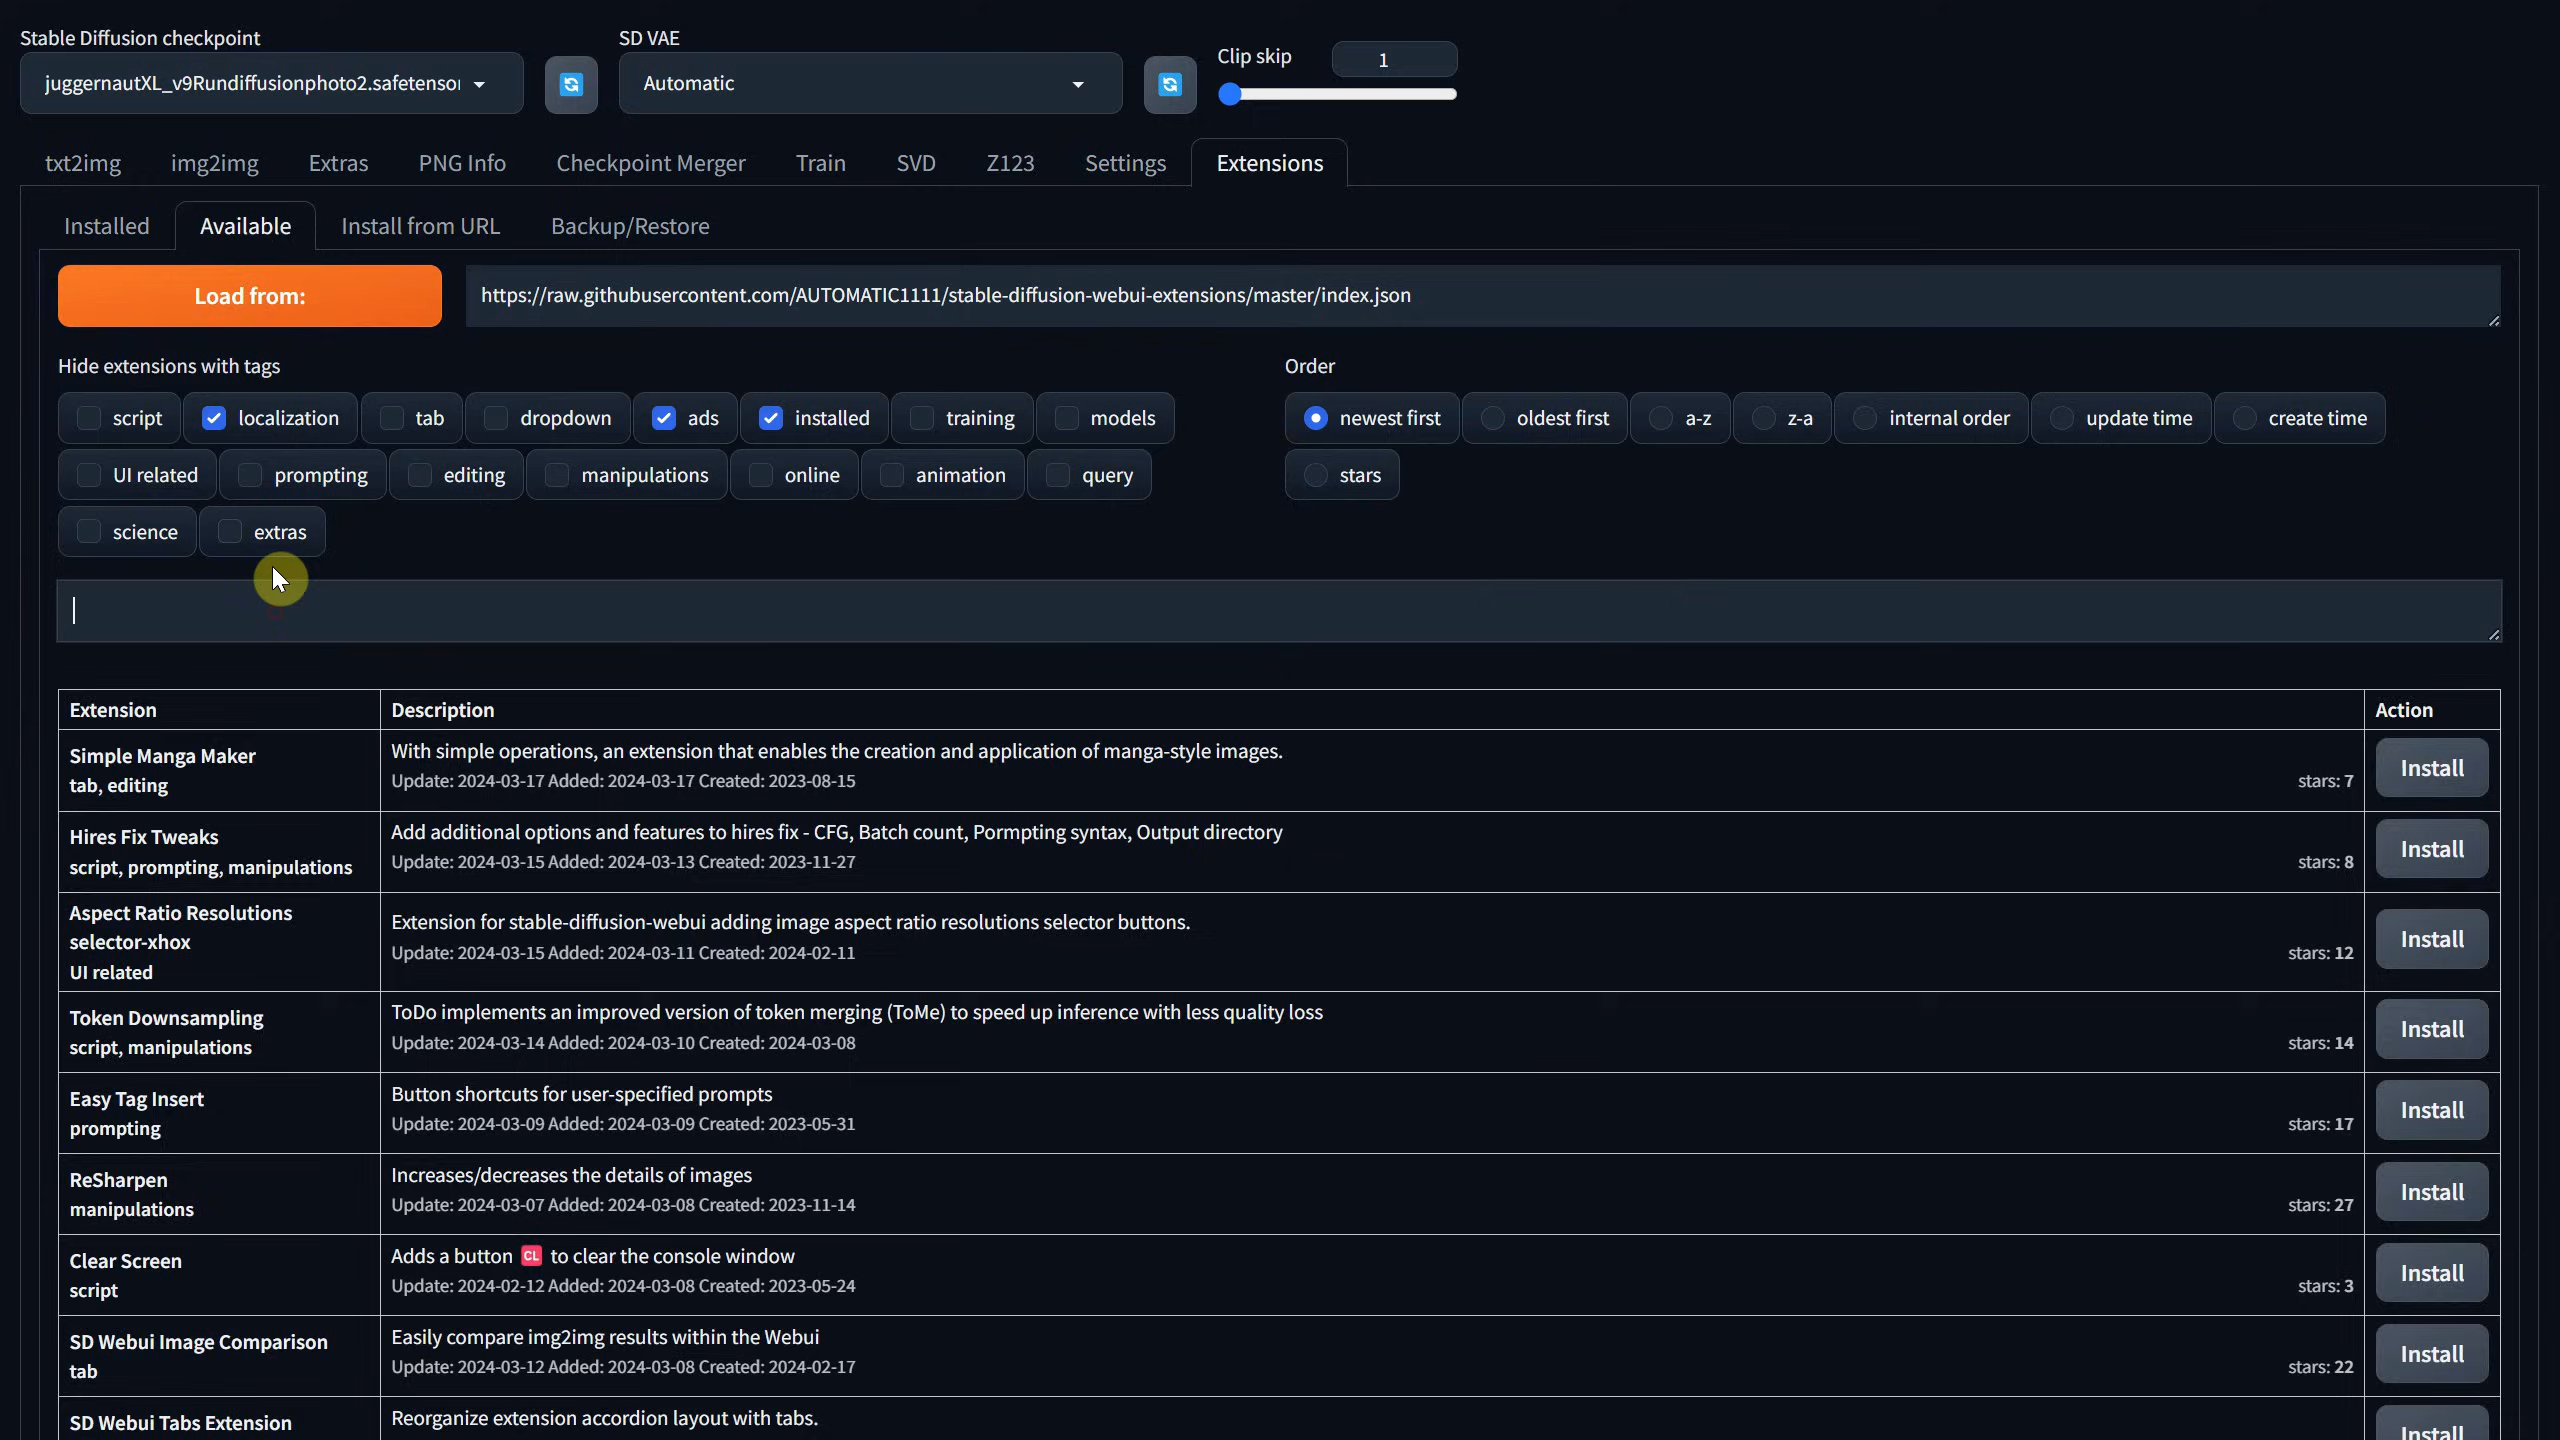 Stable Diffusion checkpoint
juggernautXL_v9Rundiffusionphoto2.safetensor
SD VAE
Automatic
Clip skip
1
txt2img img2img Extras PNG Info Checkpoint Merger Train SVD Z123 Settings Extensions
Installed Available Install from URL Backup/Restore
Load from:
https://raw.githubusercontent.com/AUTOMATIC1111/stable-diffusion-webui-extensions/master/index.json
Hide extensions with tags
script localization tab dropdown ads installed training models
UI related prompting editing manipulations online animation query
science extras
Order
newest first oldest first a-z z-a internal order update time create time
stars
Extension Description Action
Simple Manga Maker
tab, editing
With simple operations, an extension that enables the creation and application of manga-style images.
Update: 2024-03-17 Added: 2024-03-17 Created: 2023-08-15
stars: 7
Install
Hires Fix Tweaks
script, prompting, manipulations
Add additional options and features to hires fix - CFG, Batch count, Pormpting syntax, Output directory
Update: 2024-03-15 Added: 2024-03-13 Created: 2023-11-27
stars: 8
Install
Aspect Ratio Resolutions
selector-xhox
UI related
Extension for stable-diffusion-webui adding image aspect ratio resolutions selector buttons.
Update: 2024-03-15 Added: 2024-03-11 Created: 2024-02-11
stars: 12
Install
Token Downsampling
script, manipulations
ToDo implements an improved version of token merging (ToMe) to speed up inference with less quality loss
Update: 2024-03-14 Added: 2024-03-10 Created: 2024-03-08
stars: 14
Install
Easy Tag Insert
prompting
Button shortcuts for user-specified prompts
Update: 2024-03-09 Added: 2024-03-09 Created: 2023-05-31
stars: 17
Install
ReSharpen
manipulations
Increases/decreases the details of images
Update: 2024-03-07 Added: 2024-03-08 Created: 2023-11-14
stars: 27
Install
Clear Screen
script
Adds a button CL to clear the console window
Update: 2024-02-12 Added: 2024-03-08 Created: 2023-05-24
stars: 3
Install
SD Webui Image Comparison
tab
Easily compare img2img results within the Webui
Update: 2024-03-12 Added: 2024-03-08 Created: 2024-02-17
stars: 22
Install
SD Webui Tabs Extension
Reorganize extension accordion layout with tabs.
Install